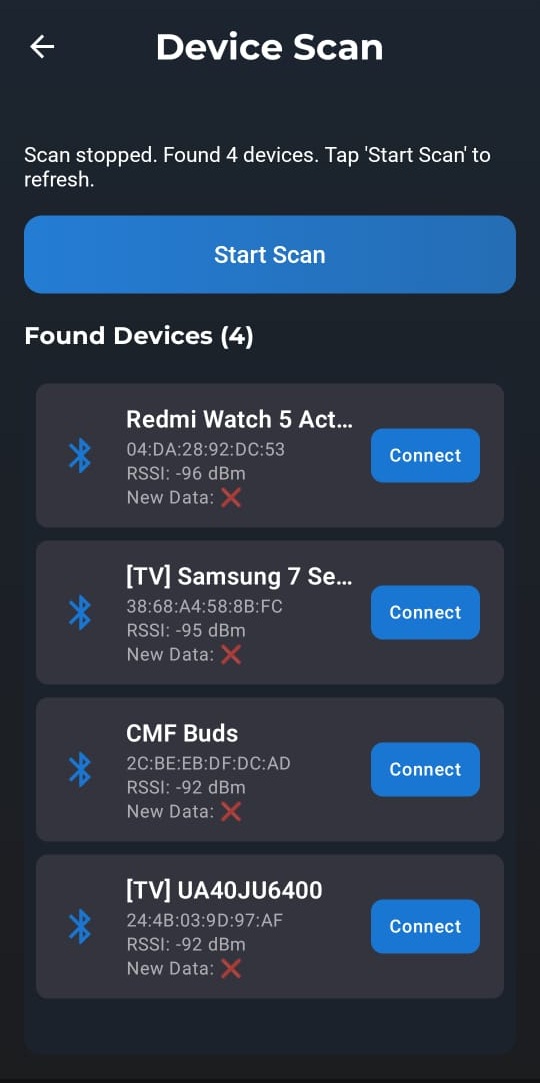 Device Scan
Scan stopped. Found 4 devices. Tap 'Start Scan' to
refresh.
Start Scan
Found Devices (4)
Redmi Watch 5 Act...
04:DA:28:92:DC:53
RSSI: -96 dBm
New Data: ❌
Connect
[TV] Samsung 7 Se...
38:68:A4:58:8B:FC
RSSI: -95 dBm
New Data: ❌
Connect
CMF Buds
2C:BE:EB:DF:DC:AD
RSSI: -92 dBm
New Data: ❌
Connect
[TV] UA40JU6400
24:4B:03:9D:97:AF
RSSI: -92 dBm
New Data: ❌
Connect